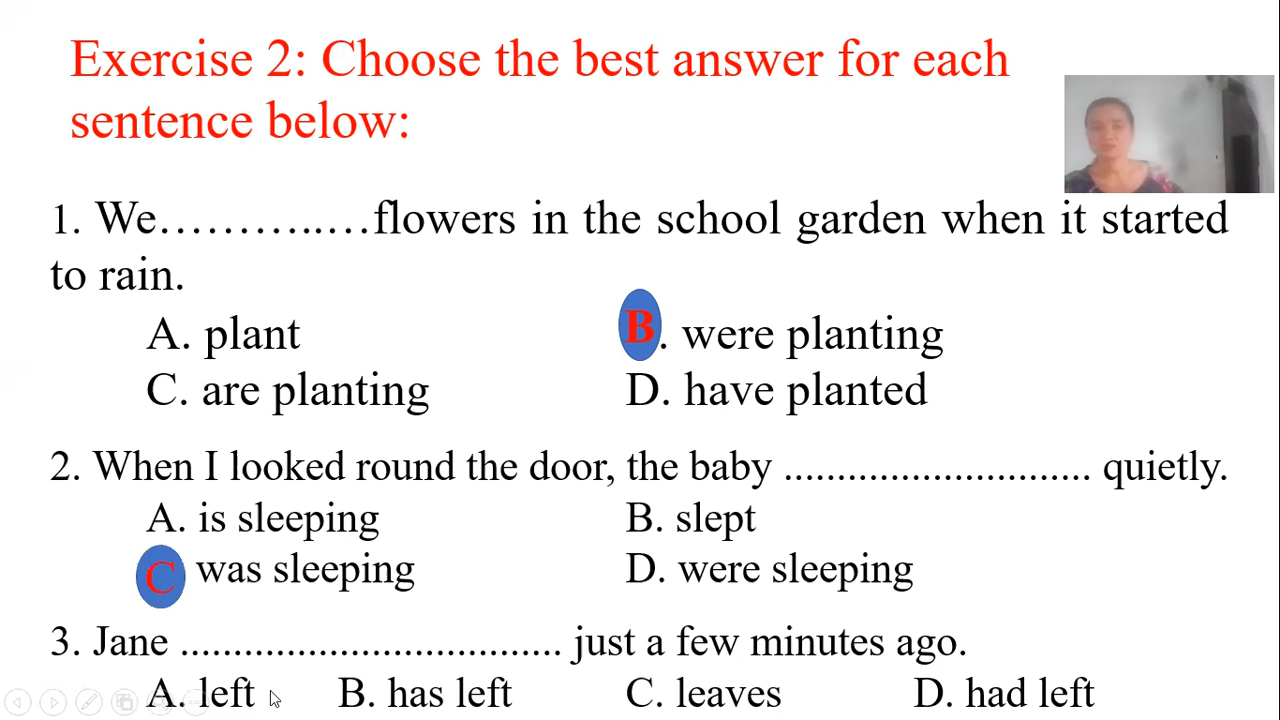 Exercise 2: Choose the best answer for each
sentence below:
1. We………..…flowers in the school garden when it started
to rain.
A. plant B. were planting
C. are planting D. have planted
2. When I looked round the door, the baby ............................. quietly.
A. is sleeping B. slept
C was sleeping D. were sleeping
3. Jane .................................... just a few minutes ago.
A. left B. has left C. leaves D. had left